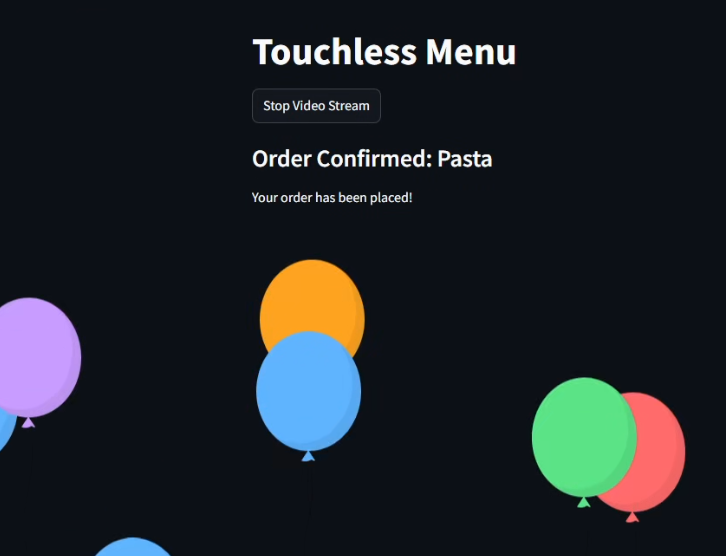 Touchless Menu
Stop Video Stream
Order Confirmed: Pasta
Your order has been placed!